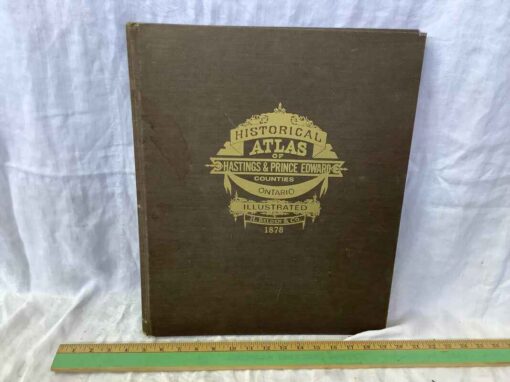 HISTORICAL
ATLAS
OF
HASTINGS & PRINCE EDWARD
COUNTIES
ONTARIO
ILLUSTRATED
H. BELDEN & CO.
1878